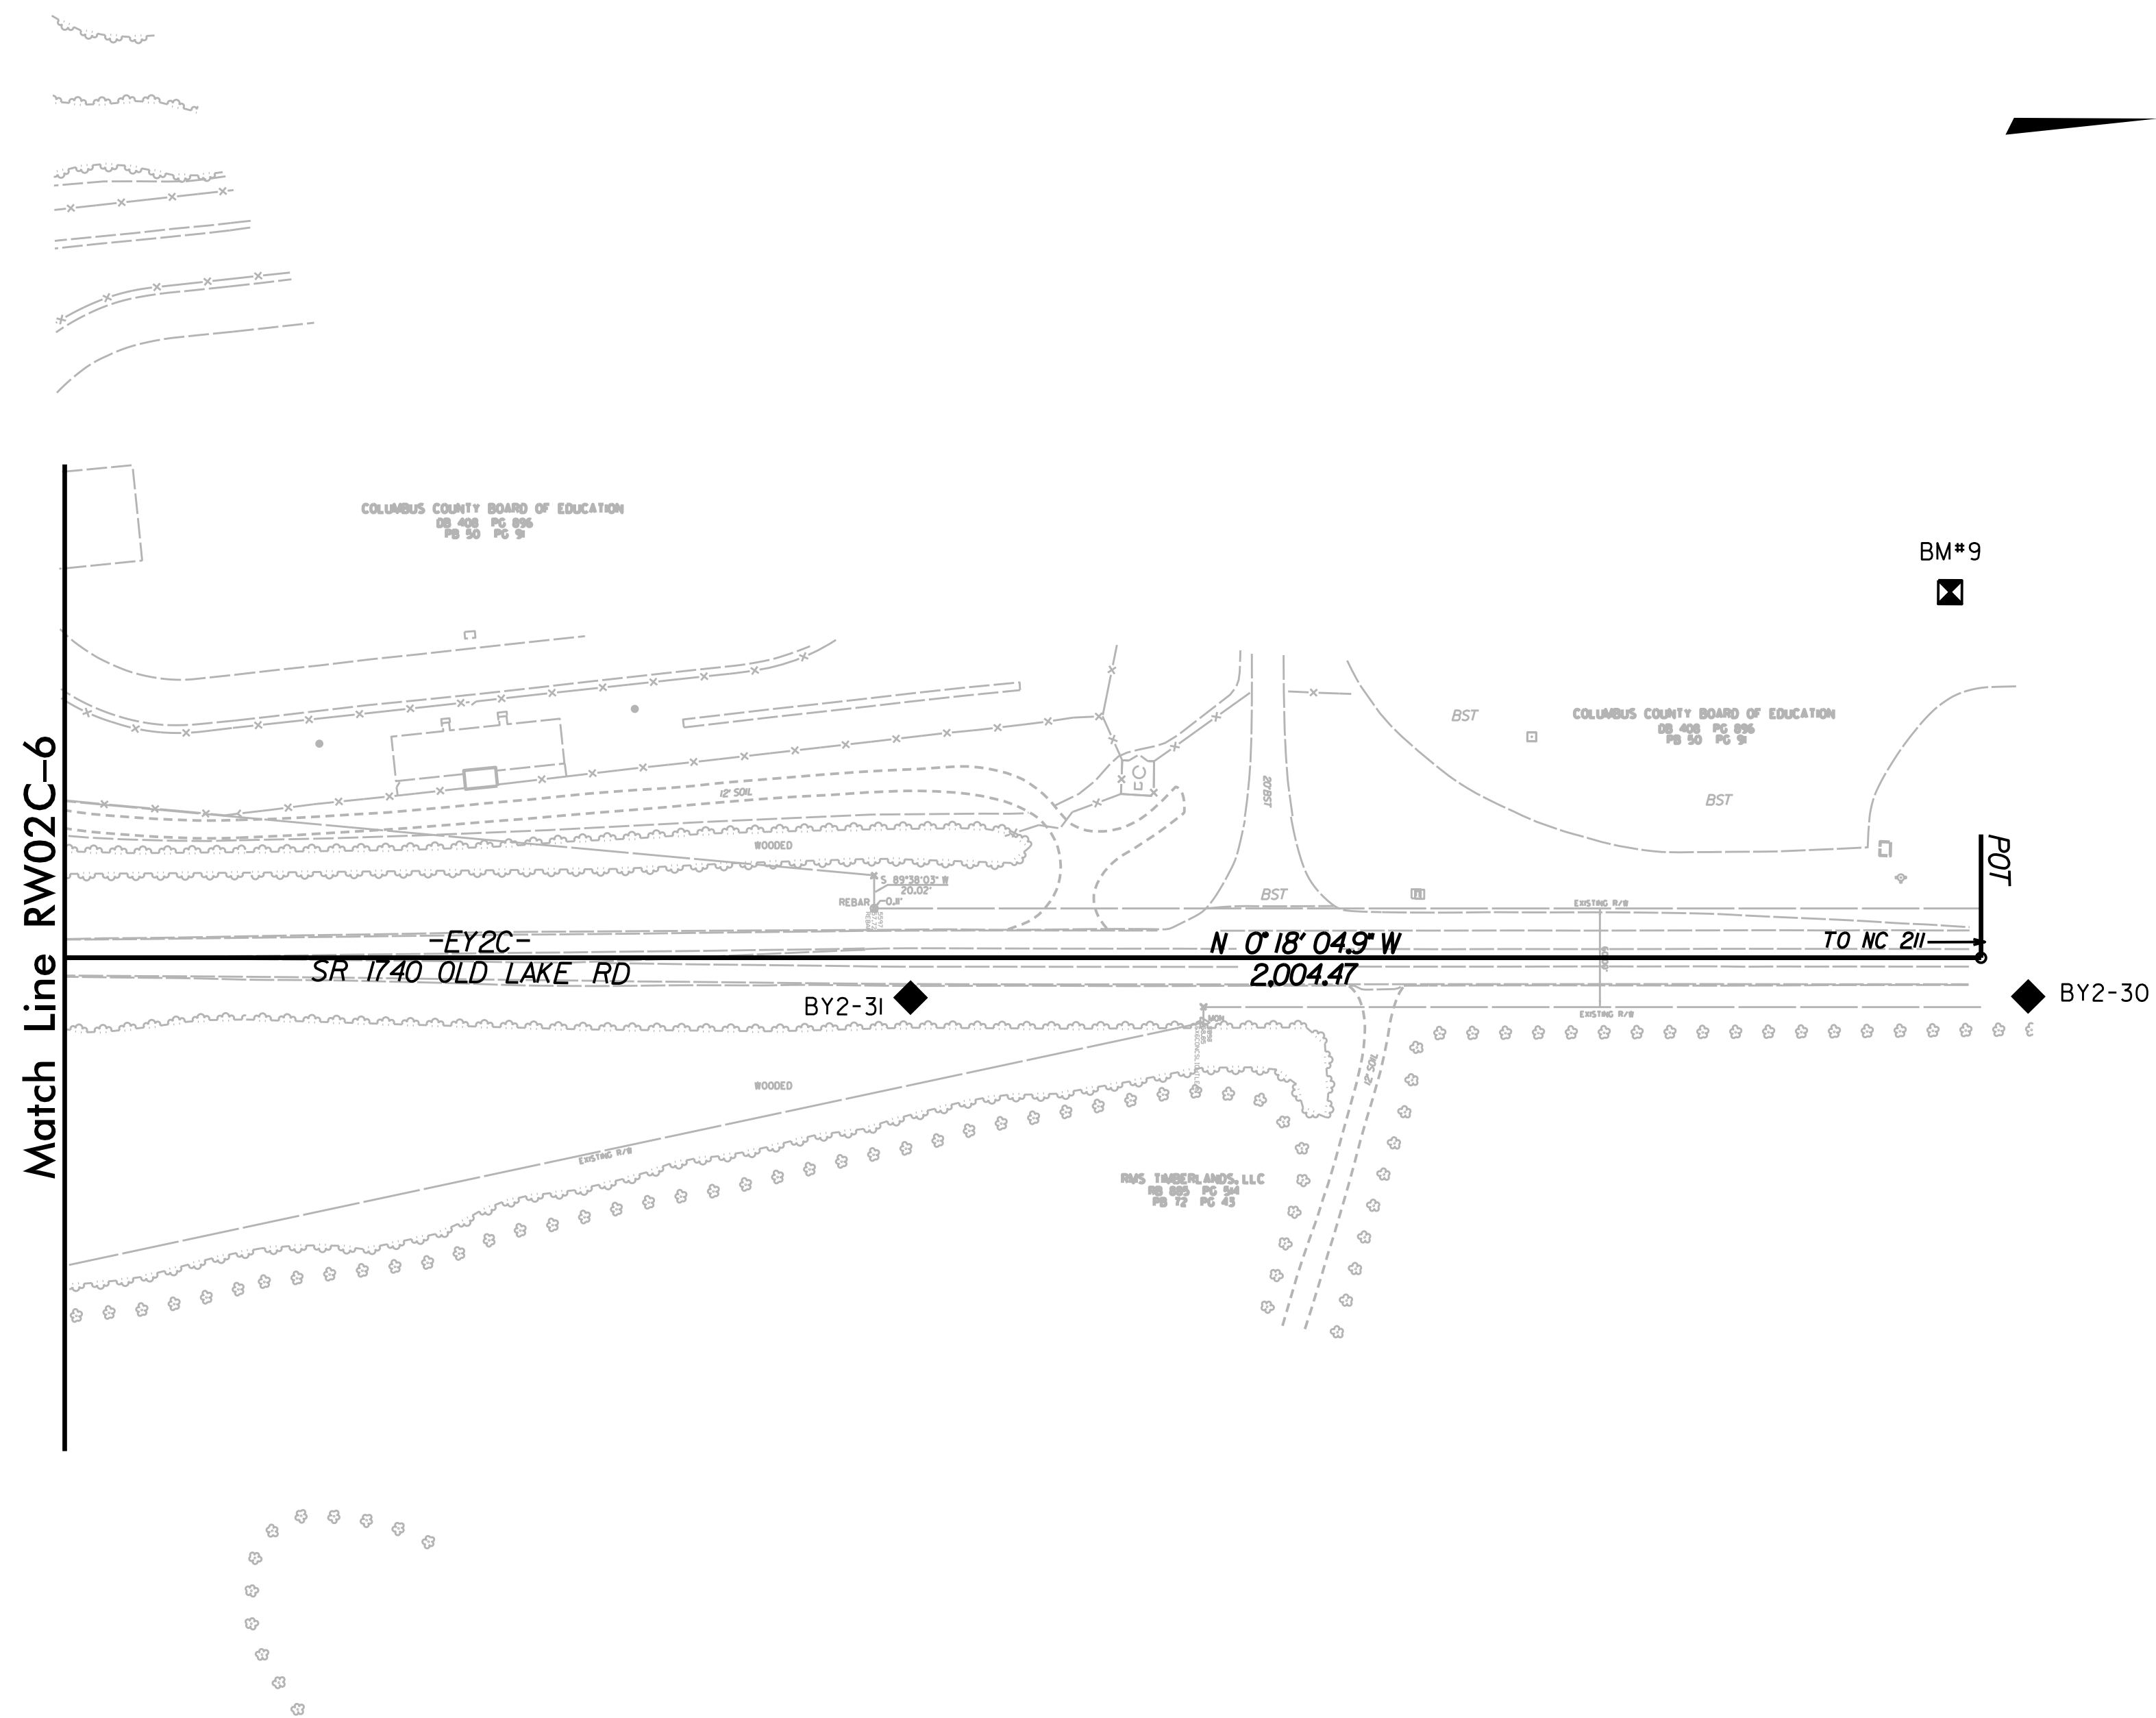 COLUMBUS COUNTY BOARD OF EDUCATION
DB 408 PG 896
PB 50 PG 91
BM#9
BST
COLUMBUS COUNTY BOARD OF EDUCATION
DB 408 PG 896
PB 50 PG 91
12' SOIL
20' BST
BST
WOODED
POT
S 89°38'03" W
20.02'
BST
REBAR
0.11'
EXISTING R/W
-EY2C-
N 0°18'04.9" W
TO NC 211
SR 1740 OLD LAKE RD
2,004.47
BY2-31
BY2-30
MON
EXISTING R/W
Match Line RW02C-6
12' SOIL
WOODED
EXISTING R/W
RMS TIMBERLANDS, LLC
RB 885 PG 514
PB 72 PG 43